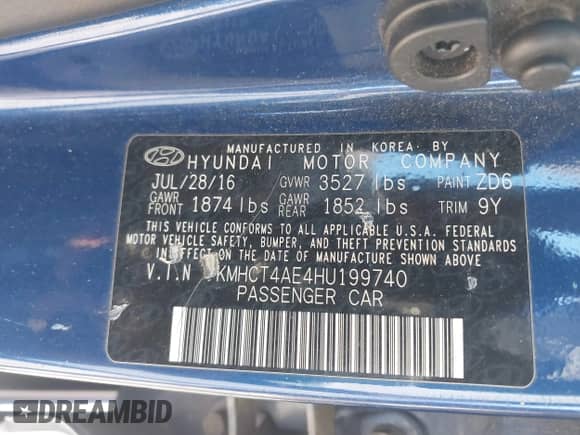 MANUFACTURED IN KOREA BY
HYUNDAI MOTOR COMPANY
JUL/28/16 GVWR 3527 lbs PAINT ZD6
GAWR FRONT 1874 lbs GAWR REAR 1852 lbs TRIM 9Y
THIS VEHICLE CONFORMS TO ALL APPLICABLE U.S.A. FEDERAL
MOTOR VEHICLE SAFETY, BUMPER, AND THEFT PREVENTION STANDARDS
IN EFFECT ON THE DATE OF MANUFACTURE SHOWN ABOVE
V.I.N KMHCT4AE4HU199740
PASSENGER CAR
DREAMBID